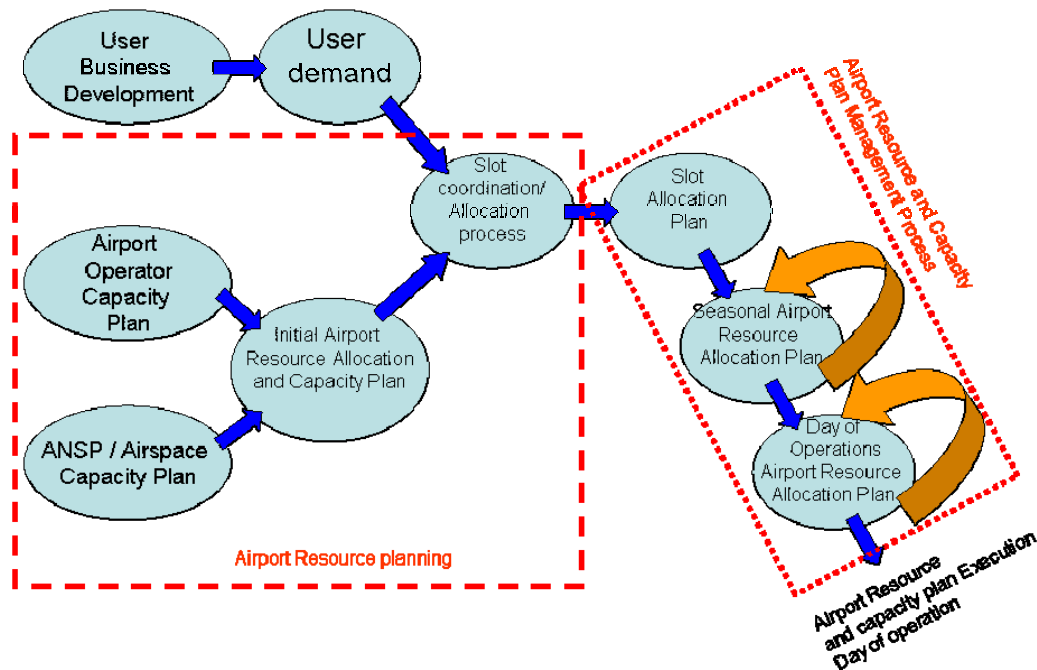 User
Business
Development
User
demand
Slot
coordination/
Allocation
process
Slot
Allocation
Plan
Airport Resource and Capacity
Plan Management Process
Airport
Operator
Capacity
Plan
Initial Airport
Resource Allocation
and Capacity Plan
Seasonal Airport
Resource
Allocation Plan
ANSP / Airspace
Capacity Plan
Day of
Operations
Airport Resource
Allocation Plan
Airport Resource planning
Airport Resource
and capacity plan Execution
Day of operation